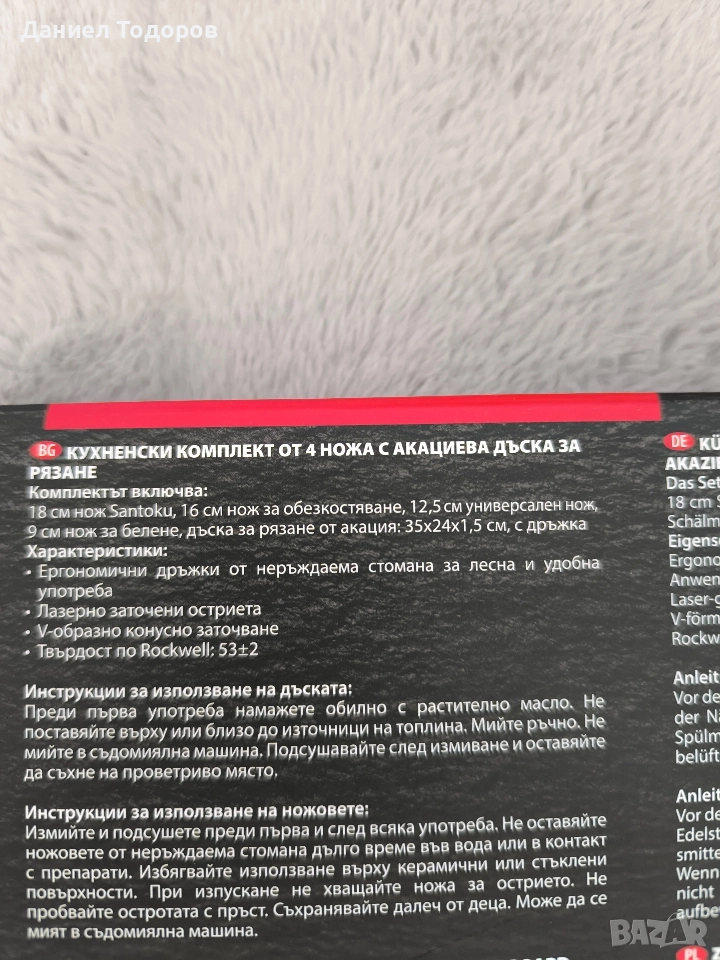 Даниел Тодоров
BG КУХНЕНСКИ КОМПЛЕКТ ОТ 4 НОЖА С АКАЦИЕВА ДЪСКА ЗА
РЯЗАНЕ
Комплектът включва:
18 см нож Santoku, 16 см нож за обезкостяване, 12,5 см универсален нож,
9 см нож за белене, дъска за рязане от акация: 35x24x1,5 см, с дръжка
Характеристики:
• Ергономични дръжки от неръждаема стомана за лесна и удобна
употреба
• Лазерно заточени остриета
• V-образно конусно заточване
• Твърдост по Rockwell: 53±2
Инструкции за използване на дъската:
Преди първа употреба намажете обилно с растително масло. Не
поставяйте върху или близо до източници на топлина. Мийте ръчно. Не
мийте в съдомиялна машина. Подсушавайте след измиване и оставяйте
да съхне на проветриво място.
Инструкции за използване на ножовете:
Измийте и подсушете преди първа и след всяка употреба. Не оставяйте
ножовете от неръждаема стомана дълго време във вода или в контакт
с препарати. Избягвайте използване върху керамични или стъклени
повърхности. При изпускане не хващайте ножа за острието. Не
пробвайте остротата с пръст. Съхранявайте далеч от деца. Може да се
мият в съдомиялна машина.
DE KÜ
AKAZIE
Das Set
18 cm
Schälm
Eigens
Ergono
Anwen
Laser-g
V-förm
Rockw
Anleit
Vor de
der Nä
Spülm
belüft
Anleit
Vor de
Edelst
smitte
Wenn
nicht
aufbew
PL
BAZAR